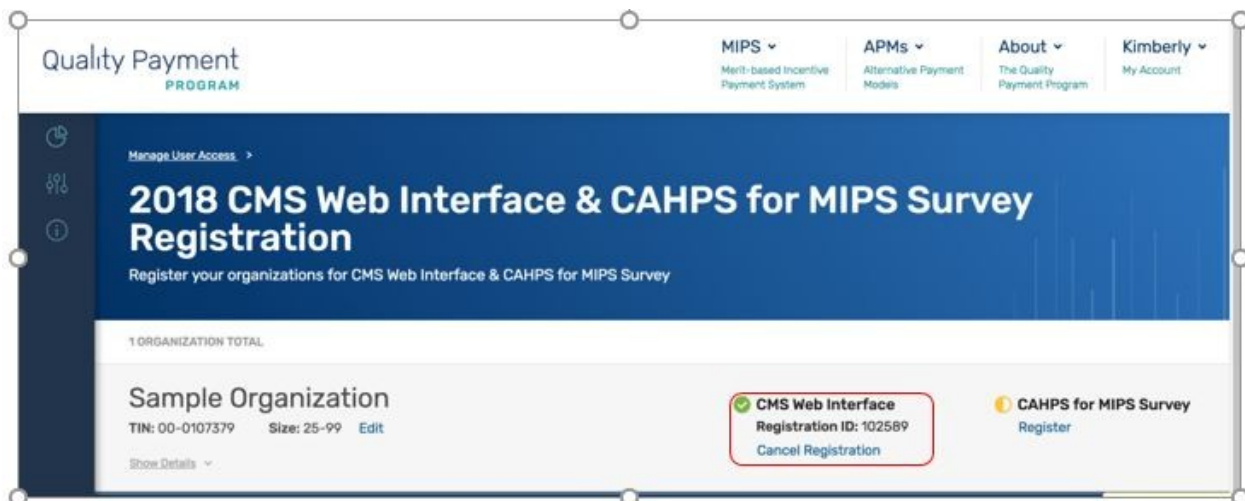 Quality Payment
PROGRAM
MIPS
Merit-based Incentive
Payment System
APMs
Alternative Payment
Models
About
The Quality
Payment Program
Kimberly
My Account
Manage User Access >
2018 CMS Web Interface & CAHPS for MIPS Survey
Registration
Register your organizations for CMS Web Interface & CAHPS for MIPS Survey
1 ORGANIZATION TOTAL
Sample Organization
TIN: 00-0107379 Size: 25-99 Edit
Show Details
CMS Web Interface
Registration ID: 102589
Cancel Registration
CAHPS for MIPS Survey
Register